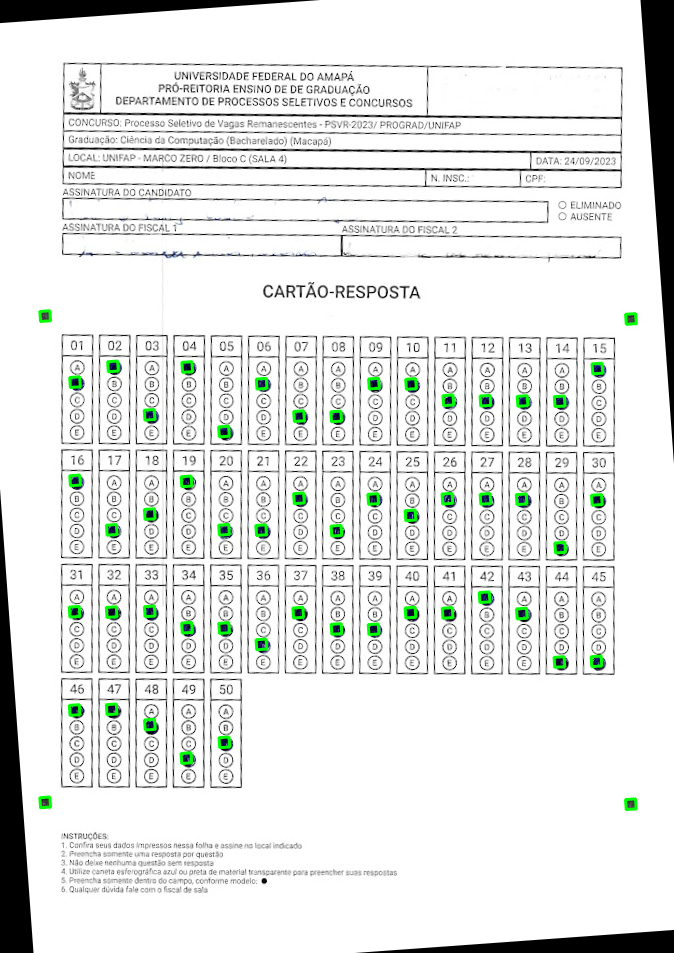 UNIVERSIDADE FEDERAL DO AMAPÁ
PRÓ-REITORIA ENSINO DE DE GRADUAÇÃO
DEPARTAMENTO DE PROCESSOS SELETIVOS E CONCURSOS
CONCURSO: Processo Seletivo de Vagas Remanescentes - PSVR-2023/ PROGRAD/UNIFAP
Graduação: Ciência da Computação (Bacharelado) (Macapá)
LOCAL: UNIFAP - MARCO ZERO / Bloco C (SALA 4) DATA: 24/09/2023
NOME N. INSC.: CPF:
ASSINATURA DO CANDIDATO
ELIMINADO
AUSENTE
ASSINATURA DO FISCAL 1 ASSINATURA DO FISCAL 2
CARTÃO-RESPOSTA
01 02 03 04 05 06 07 08 09 10 11 12 13 14 15
A A A A A A A A A A A
B B B B B B B B B B B B
C C C C C C C C C C C
D D D D D D D D D D D D
E E E E E E E E E E E E E E
16 17 18 19 20 21 22 23 24 25 26 27 28 29 30
A A A A A A A A A A A A A
B B B B B B B B B
C C C C C C C C C C C C C
D D D D D D D D D D D D
E E E E E E E E E E E E E E
31 32 33 34 35 36 37 38 39 40 41 42 43 44 45
A A A A A A A A A A A A A A
B B B B B B B B
C C C C C C C C C C C
D D D D D D D D D D D D D D
E E E E E E E E E E E E E
46 47 48 49 50
A A A
B B B B
C C C C
D D D D
E E E E E
INSTRUÇÕES:
1. Confira seus dados impressos nessa folha e assine no local indicado
2. Preencha somente uma resposta por questão
3. Não deixe nenhuma questão sem resposta
4. Utilize caneta esferográfica azul ou preta de material transparente para preencher suas respostas
5. Preencha somente dentro do campo, conforme modelo: ●
6. Qualquer dúvida fale com o fiscal de sala